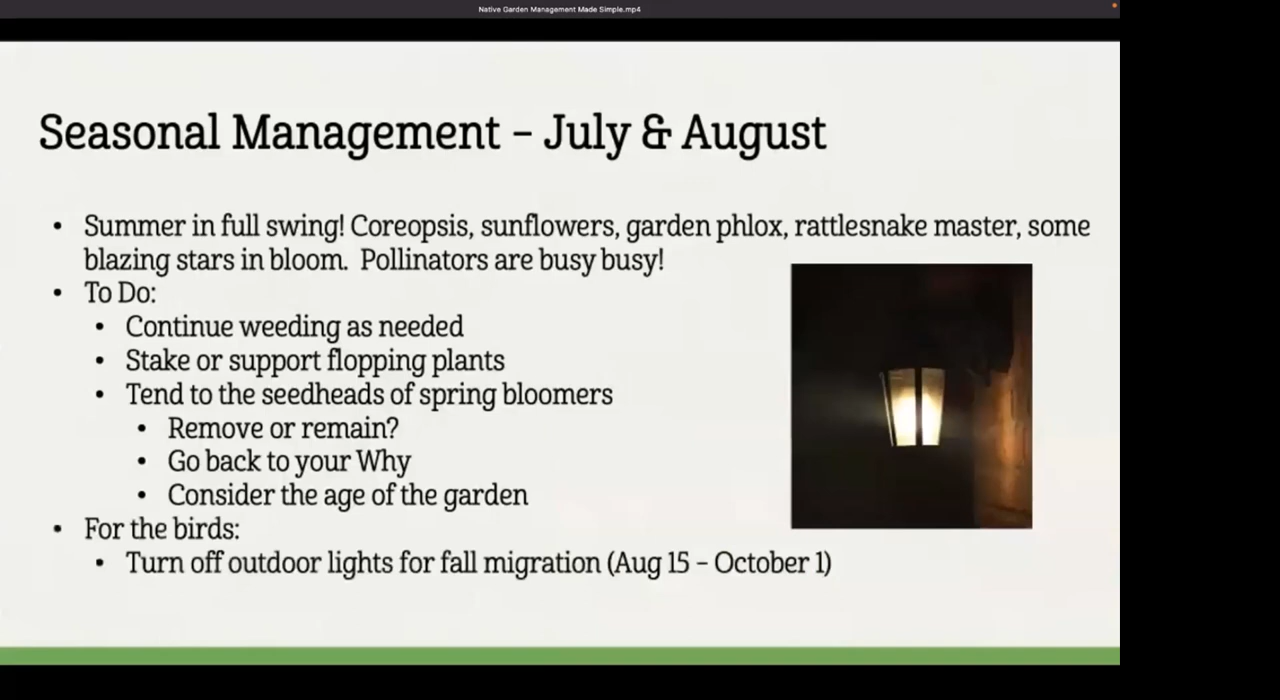 Native Garden Management Made Simple.mp4
Seasonal Management – July & August
• Summer in full swing! Coreopsis, sunflowers, garden phlox, rattlesnake master, some
blazing stars in bloom.  Pollinators are busy busy!
• To Do:
• Continue weeding as needed
• Stake or support flopping plants
• Tend to the seedheads of spring bloomers
• Remove or remain?
• Go back to your Why
• Consider the age of the garden
• For the birds:
• Turn off outdoor lights for fall migration (Aug 15 – October 1)